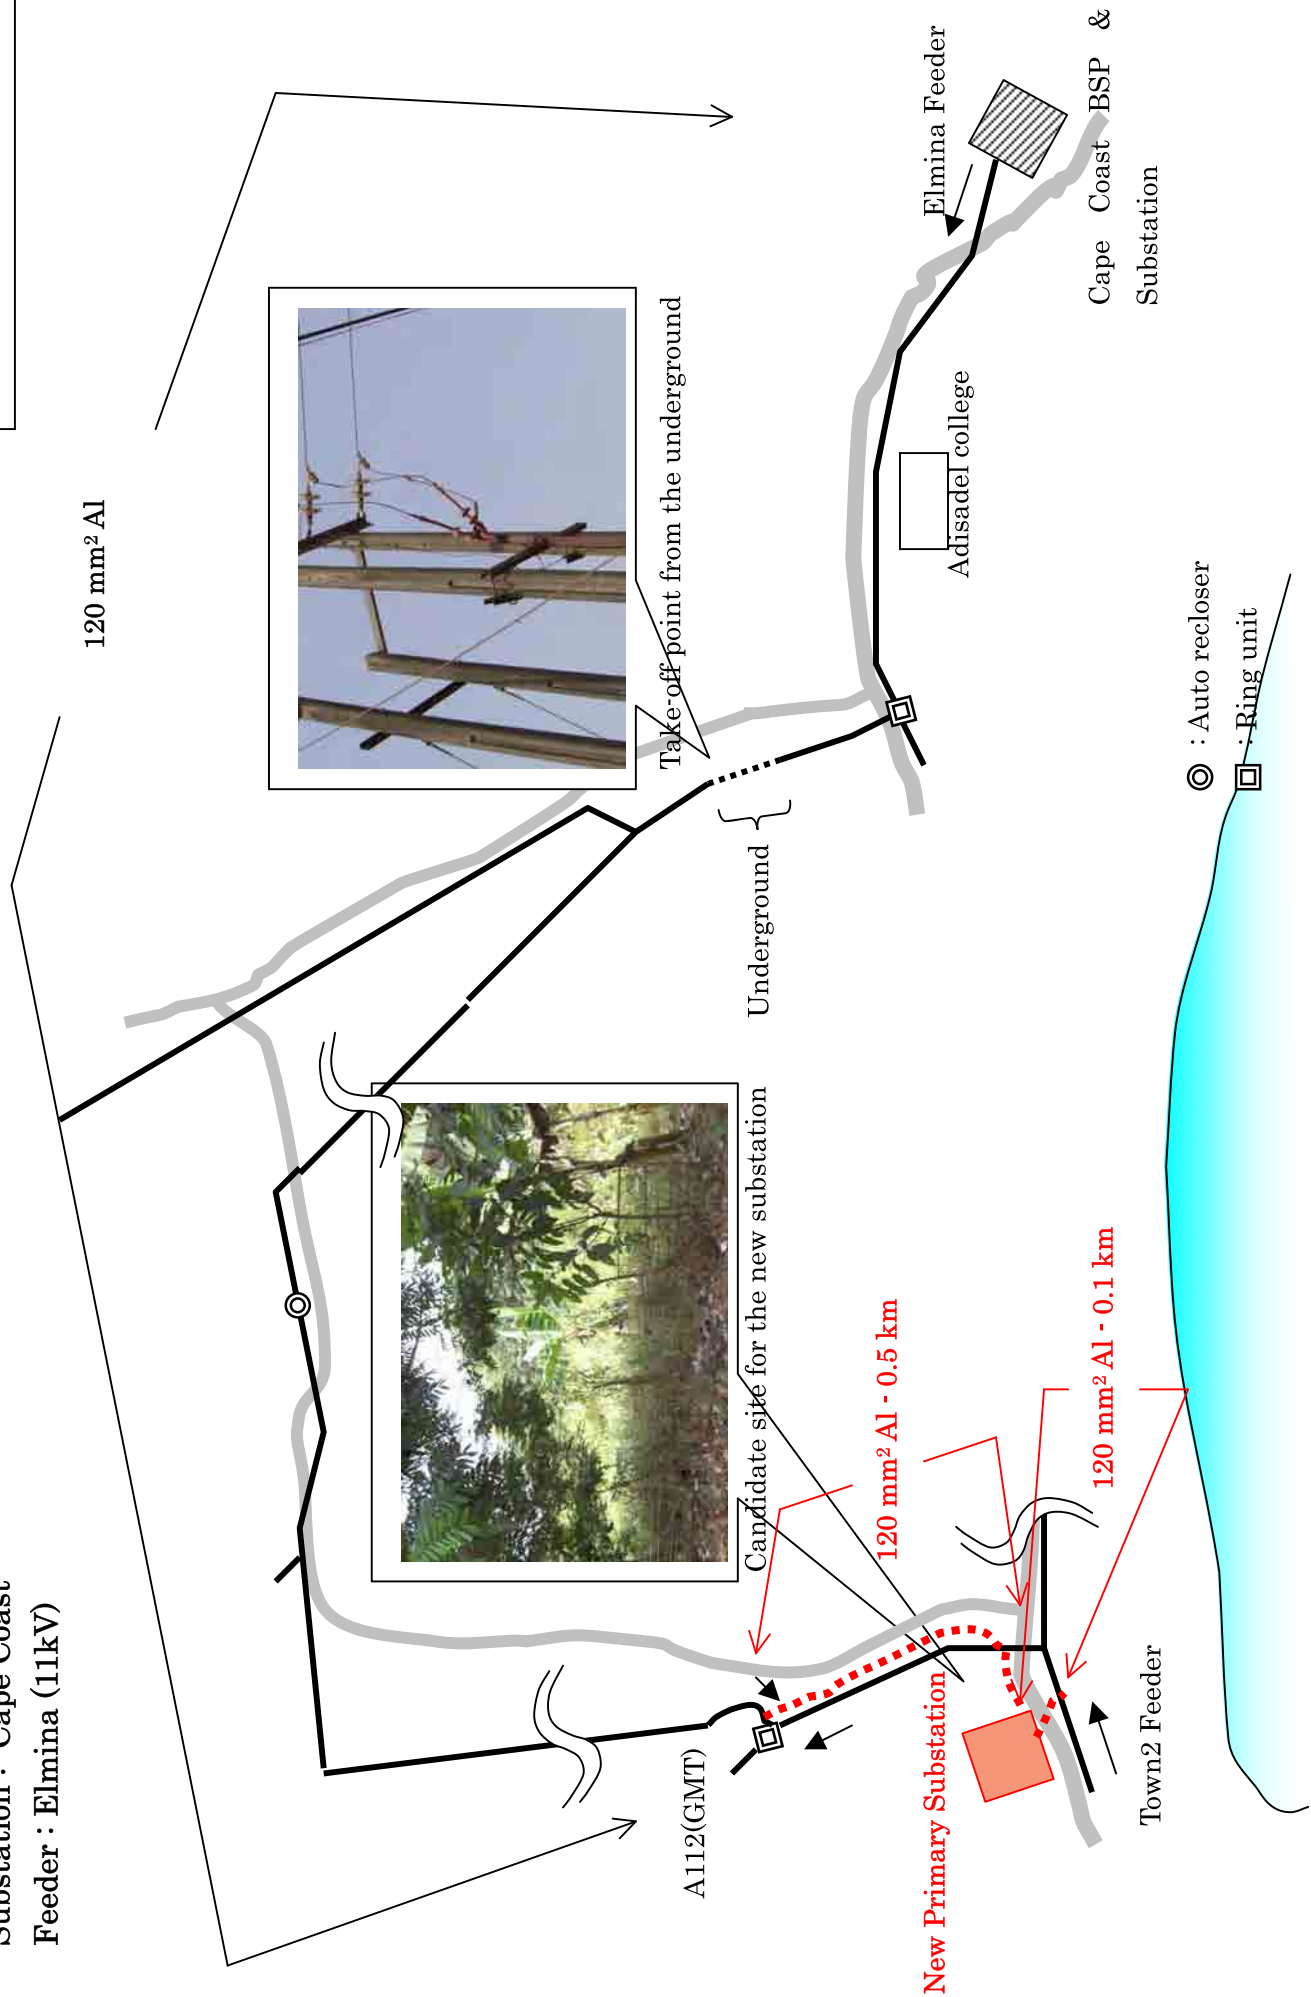 Substation : Cape Coast
Feeder : Elmina (11kV)
120 mm² Al
Take-off point from the underground
Elmina Feeder
Cape Coast BSP &
Substation
Adisadel college
Underground
Candidate site for the new substation
: Auto recloser
: Ring unit
120 mm² Al - 0.5 km
120 mm² Al - 0.1 km
A112(GMT)
New Primary Substation
Town2 Feeder